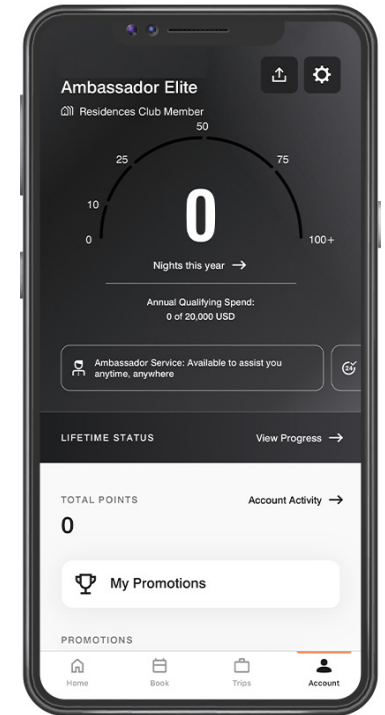 Ambassador Elite
Residences Club Member
50
25
75
10
0
0
100+
Nights this year →
Annual Qualifying Spend:
0 of 20,000 USD
Ambassador Service: Available to assist you
anytime, anywhere
24
LIFETIME STATUS
View Progress →
TOTAL POINTS
Account Activity →
0
My Promotions
PROMOTIONS
Home
Book
Trips
Account